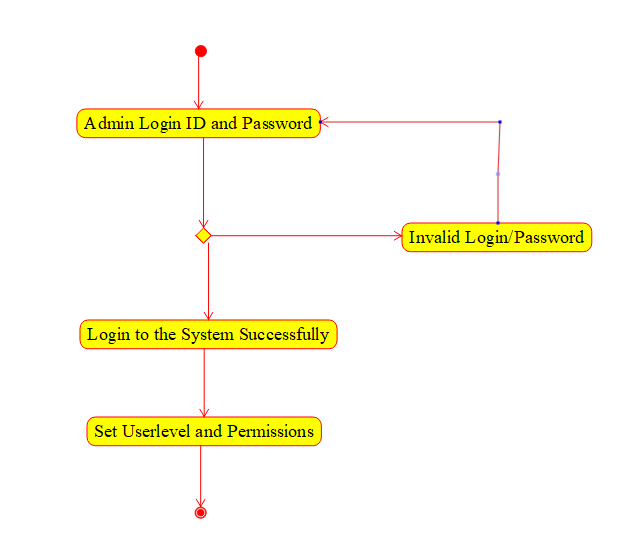 Admin Login ID and Password
Invalid Login/Password
Login to the System Successfully
Set Userlevel and Permissions